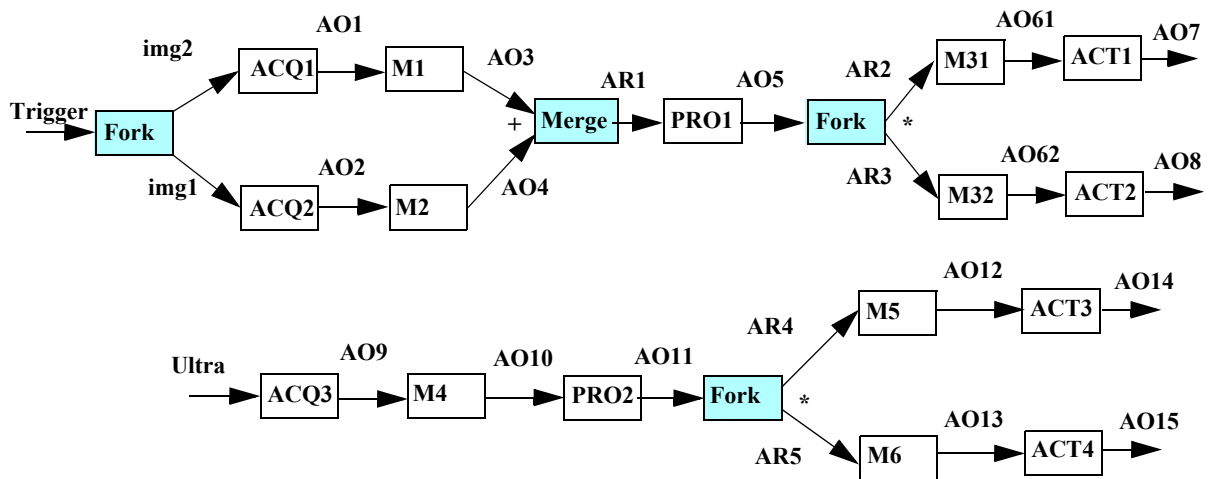 AO1
AO61
AO7
img2
ACQ1
M1
AO3
AR1
AO5
AR2
M31
ACT1
Trigger
Fork
+
Merge
PRO1
Fork
*
img1
AO2
AO4
AR3
AO62
AO8
ACQ2
M2
M32
ACT2
AO12
AO14
M5
ACT3
AR4
Ultra
AO9
AO10
AO11
ACQ3
M4
PRO2
Fork
*
AO13
AO15
AR5
M6
ACT4